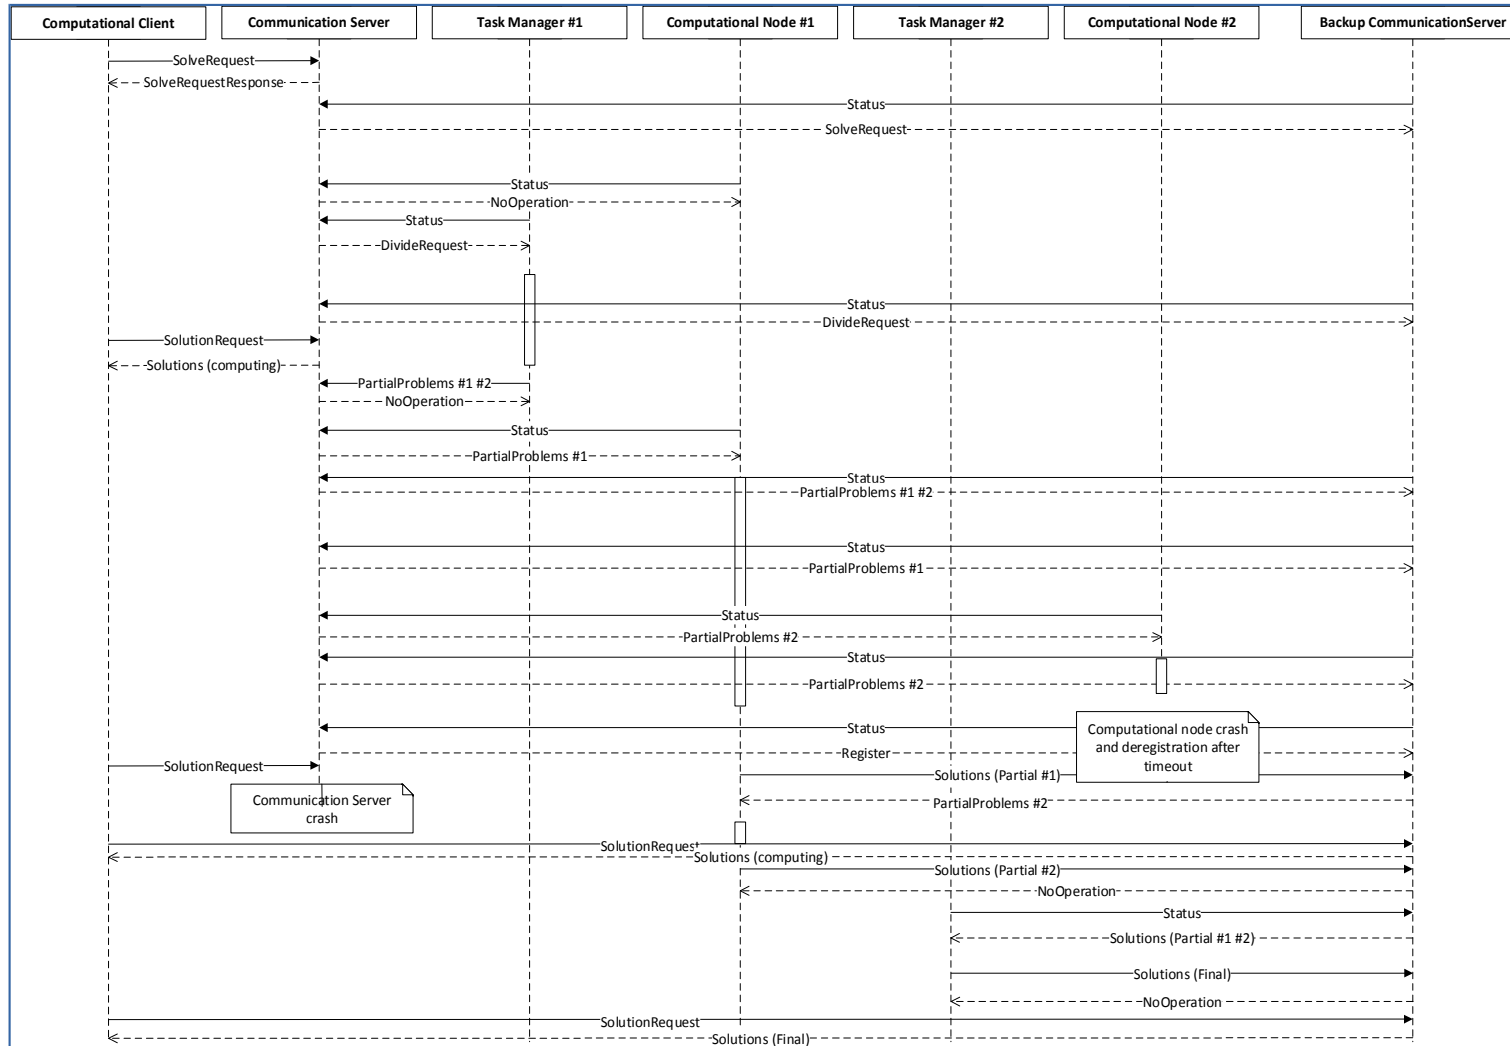 Computational Client
Communication Server
Task Manager #1
Computational Node #1
Task Manager #2
Computational Node #2
Backup CommunicationServer
SolveRequest
SolveRequestResponse
Status
SolveRequest
Status
NoOperation
Status
DivideRequest
Status
DivideRequest
SolutionRequest
Solutions (computing)
PartialProblems #1 #2
NoOperation
Status
PartialProblems #1
Status
PartialProblems #1 #2
Status
PartialProblems #1
Status
PartialProblems #2
Status
PartialProblems #2
Status
Computational node crash
and deregistration after
timeout
Register
SolutionRequest
Solutions (Partial #1)
Communication Server
crash
PartialProblems #2
SolutionRequest
Solutions (computing)
Solutions (Partial #2)
NoOperation
Status
Solutions (Partial #1 #2)
Solutions (Final)
NoOperation
SolutionRequest
Solutions (Final)